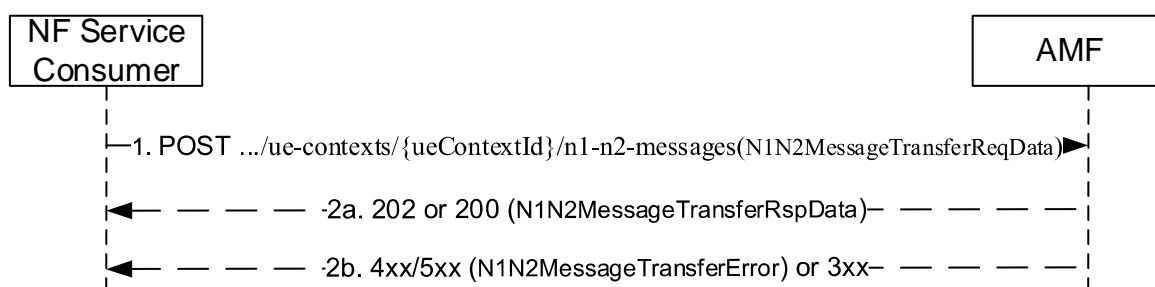 NF Service
Consumer
AMF
1. POST .../ue-contexts/{ueContextId}/n1-n2-messages(N1N2MessageTransferReqData)
2a. 202 or 200 (N1N2MessageTransferRspData)
2b. 4xx/5xx (N1N2MessageTransferError) or 3xx